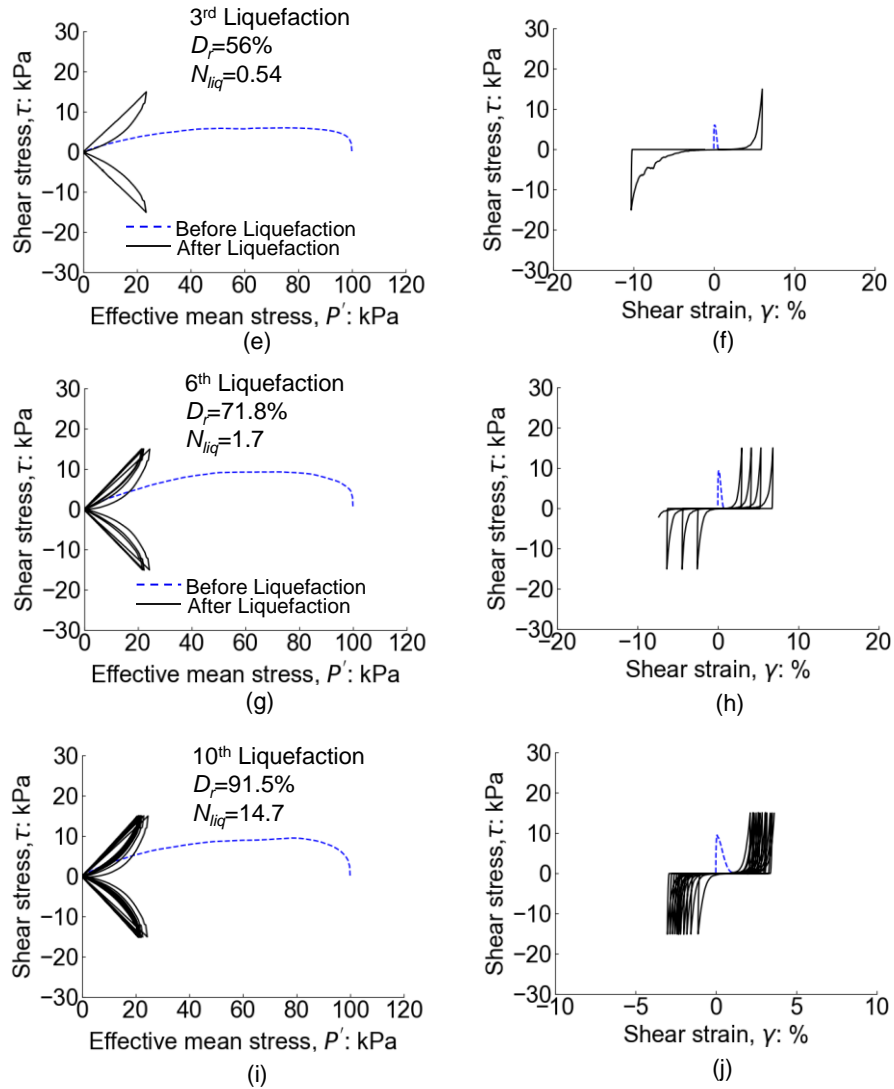 3rd Liquefaction
Dr=56%
Nliq=0.54
Shear stress,τ: kPa
30
20
10
0
−10
−20
−30
Before Liquefaction
After Liquefaction
0 20 40 60 80 100 120
Effective mean stress, P′: kPa
(e)
Shear stress,τ: kPa
30
20
10
0
−10
−20
−30
−20 −10 0 10 20
Shear strain, γ: %
(f)
6th Liquefaction
Dr=71.8%
Nliq=1.7
Shear stress,τ: kPa
30
20
10
0
−10
−20
−30
Before Liquefaction
After Liquefaction
0 20 40 60 80 100 120
Effective mean stress, P′: kPa
(g)
Shear stress,τ: kPa
30
20
10
0
−10
−20
−30
−20 −10 0 10 20
Shear strain, γ: %
(h)
10th Liquefaction
Dr=91.5%
Nliq=14.7
Shear stress,τ: kPa
30
20
10
0
−10
−20
−30
0 20 40 60 80 100 120
Effective mean stress, P′: kPa
(i)
Shear stress,τ: kPa
30
20
10
0
−10
−20
−30
−10 −5 0 5 10
Shear strain, γ: %
(j)